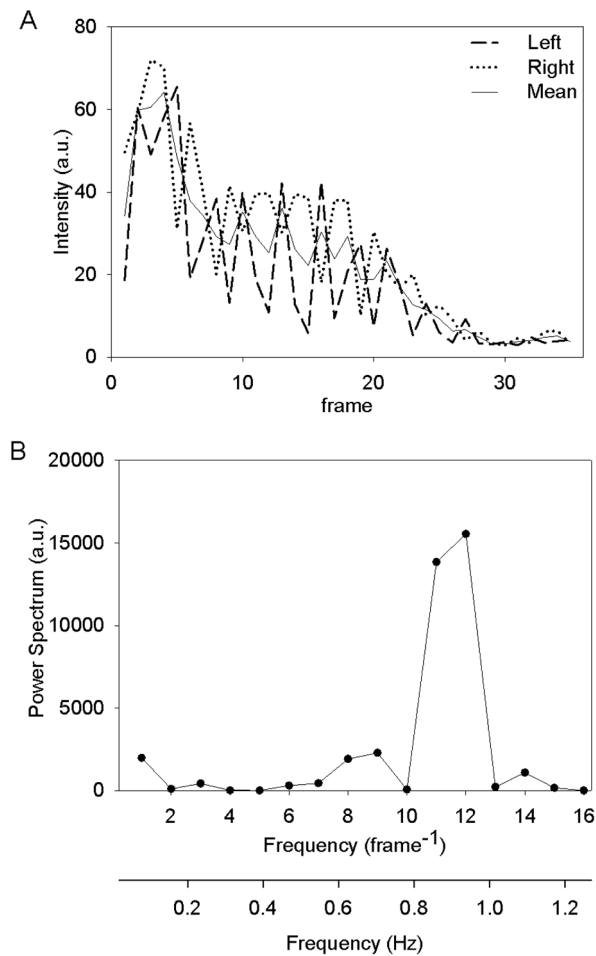 A
80
60
40
20
0
Intensity (a.u.)
Left
Right
Mean
0 10 20 30
frame
B
20000
15000
10000
5000
0
Power Spectrum (a.u.)
2 4 6 8 10 12 14 16
Frequency (frame-1)
0.2 0.4 0.6 0.8 1.0 1.2
Frequency (Hz)